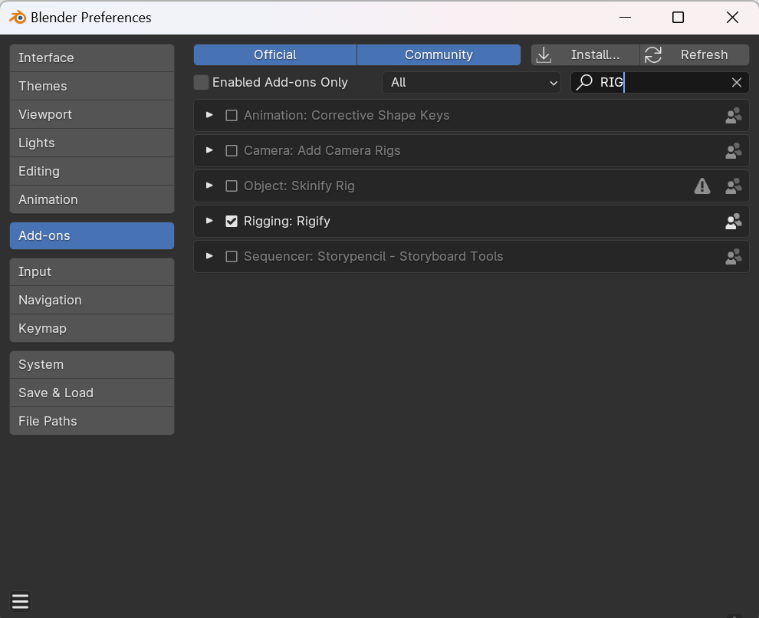 Blender Preferences
Interface
Themes
Viewport
Lights
Editing
Animation
Add-ons
Input
Navigation
Keymap
System
Save & Load
File Paths
Official Community Install... Refresh
Enabled Add-ons Only All RIG
Animation: Corrective Shape Keys
Camera: Add Camera Rigs
Object: Skinify Rig
Rigging: Rigify
Sequencer: Storypencil - Storyboard Tools